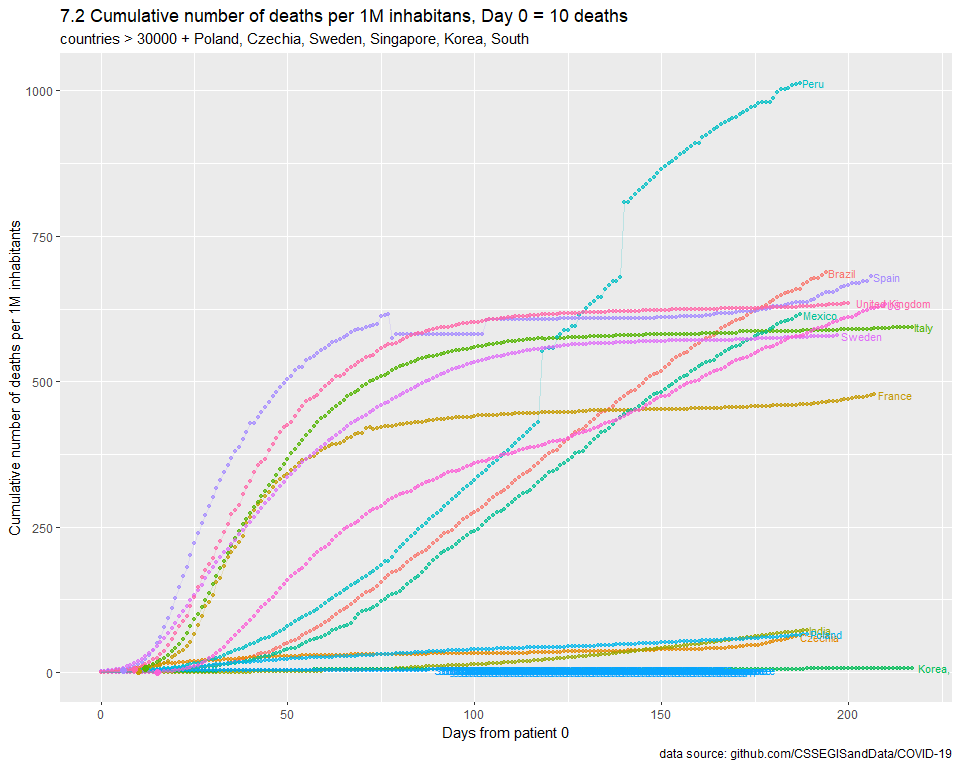 7.2 Cumulative number of deaths per 1M inhabitans, Day 0 = 10 deaths
countries > 30000 + Poland, Czechia, Sweden, Singapore, Korea, South
Cumulative number of deaths per 1M inhabitants
1000
750
500
250
0
Peru
Brazil
Spain
United Kingdom
Mexico
Italy
Sweden
France
India
Poland
Czechia
Korea,
0
50
100
150
200
Days from patient 0
data source: github.com/CSSEGISandData/COVID-19